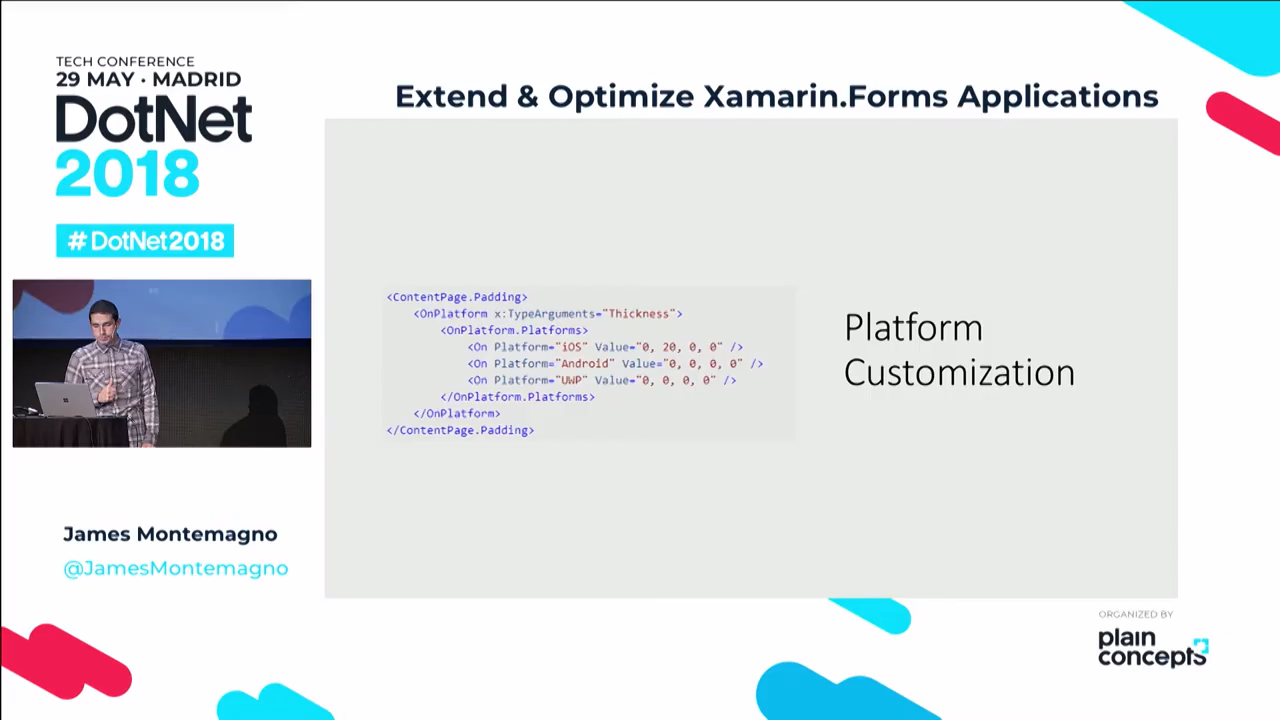 TECH CONFERENCE
29 MAY · MADRID
DotNet
2018
#DotNet2018
James Montemagno
@JamesMontemagno
Extend & Optimize Xamarin.Forms Applications
<ContentPage.Padding>
<OnPlatform x:TypeArguments="Thickness">
<OnPlatform.Platforms>
<On Platform="iOS" Value="0, 20, 0, 0" />
<On Platform="Android" Value="0, 0, 0, 0" />
<On Platform="UWP" Value="0, 0, 0, 0" />
</OnPlatform.Platforms>
</OnPlatform>
</ContentPage.Padding>
Platform
Customization
ORGANIZED BY
plain
concepts